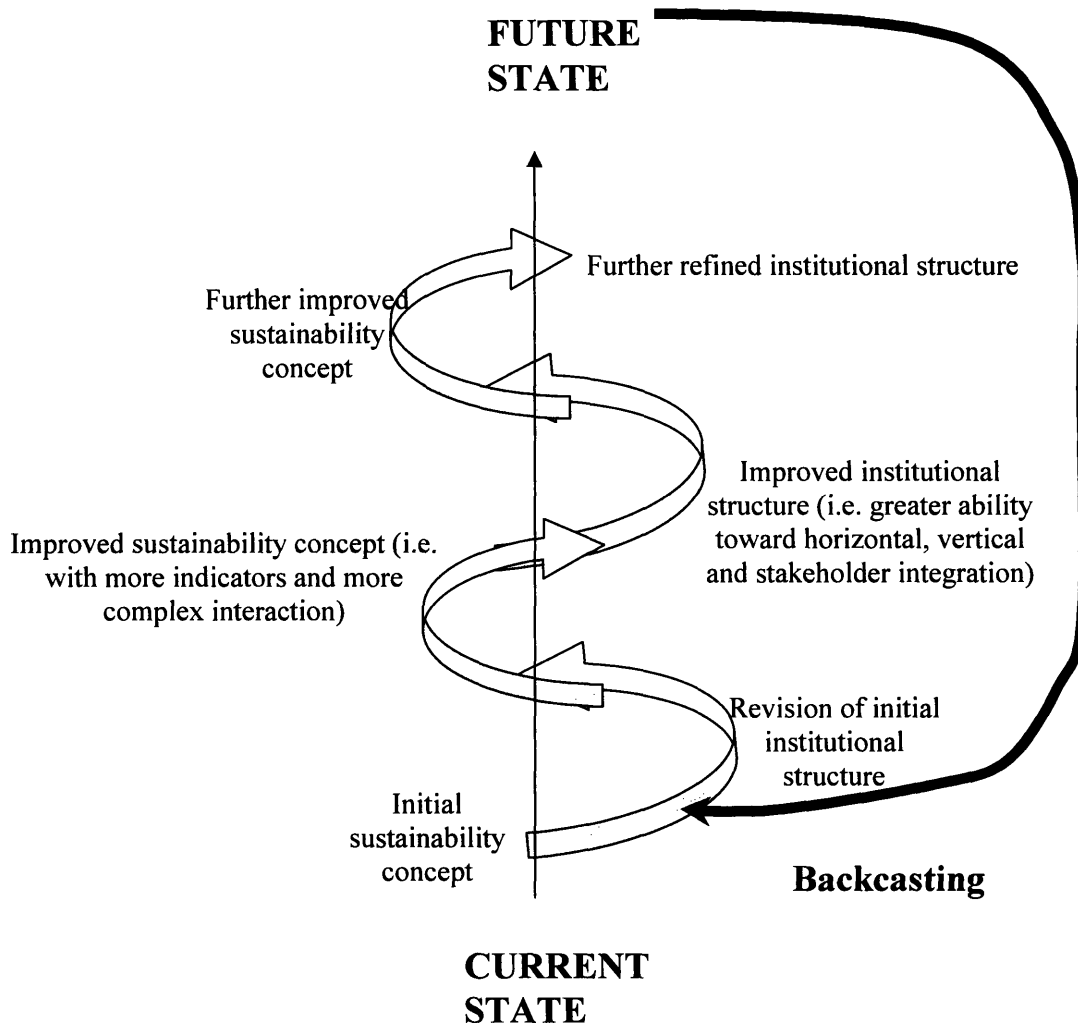 FUTURE
STATE
Further refined institutional structure
Further improved
sustainability
concept
Improved institutional
structure (i.e. greater ability
toward horizontal, vertical
and stakeholder integration)
Improved sustainability concept (i.e.
with more indicators and more
complex interaction)
Revision of initial
institutional
structure
Initial
sustainability
concept
Backcasting
CURRENT
STATE